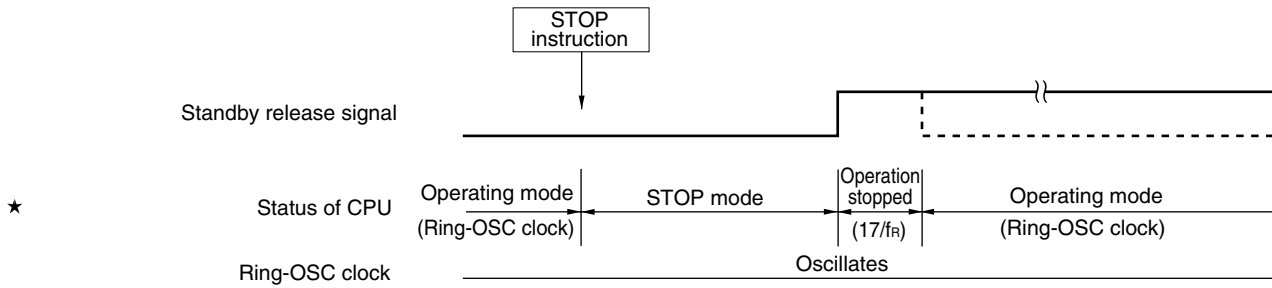 STOP
instruction
Standby release signal
★ Status of CPU
Operating mode
(Ring-OSC clock)
STOP mode
Operation
stopped
(17/fR)
Operating mode
(Ring-OSC clock)
Ring-OSC clock
Oscillates